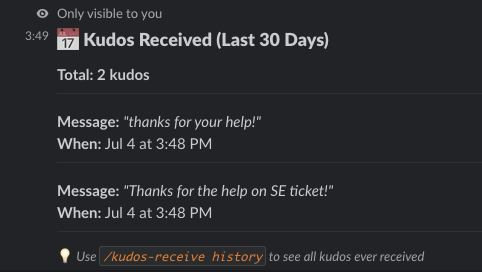 Only visible to you
3:49
17 Kudos Received (Last 30 Days)
Total: 2 kudos
Message: "thanks for your help!"
When: Jul 4 at 3:48 PM
Message: "Thanks for the help on SE ticket!"
When: Jul 4 at 3:48 PM
Use /kudos-receive history to see all kudos ever received